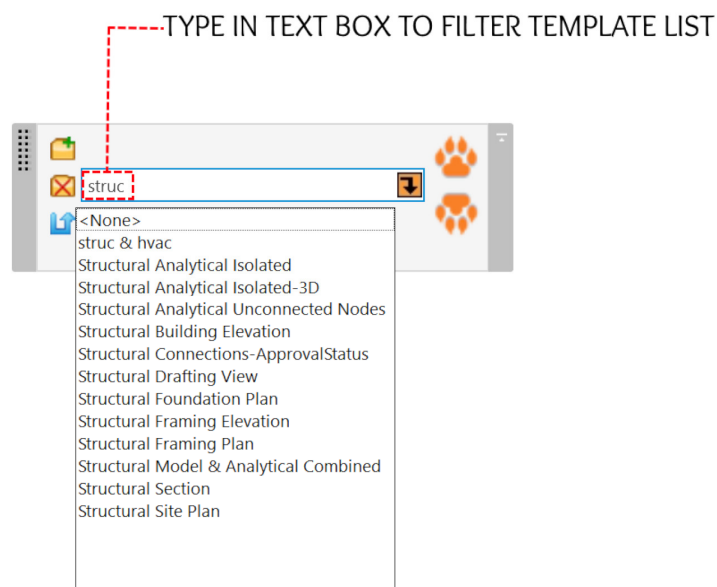 TYPE IN TEXT BOX TO FILTER TEMPLATE LIST
struc
<None>
struc & hvac
Structural Analytical Isolated
Structural Analytical Isolated-3D
Structural Analytical Unconnected Nodes
Structural Building Elevation
Structural Connections-ApprovalStatus
Structural Drafting View
Structural Foundation Plan
Structural Framing Elevation
Structural Framing Plan
Structural Model & Analytical Combined
Structural Section
Structural Site Plan